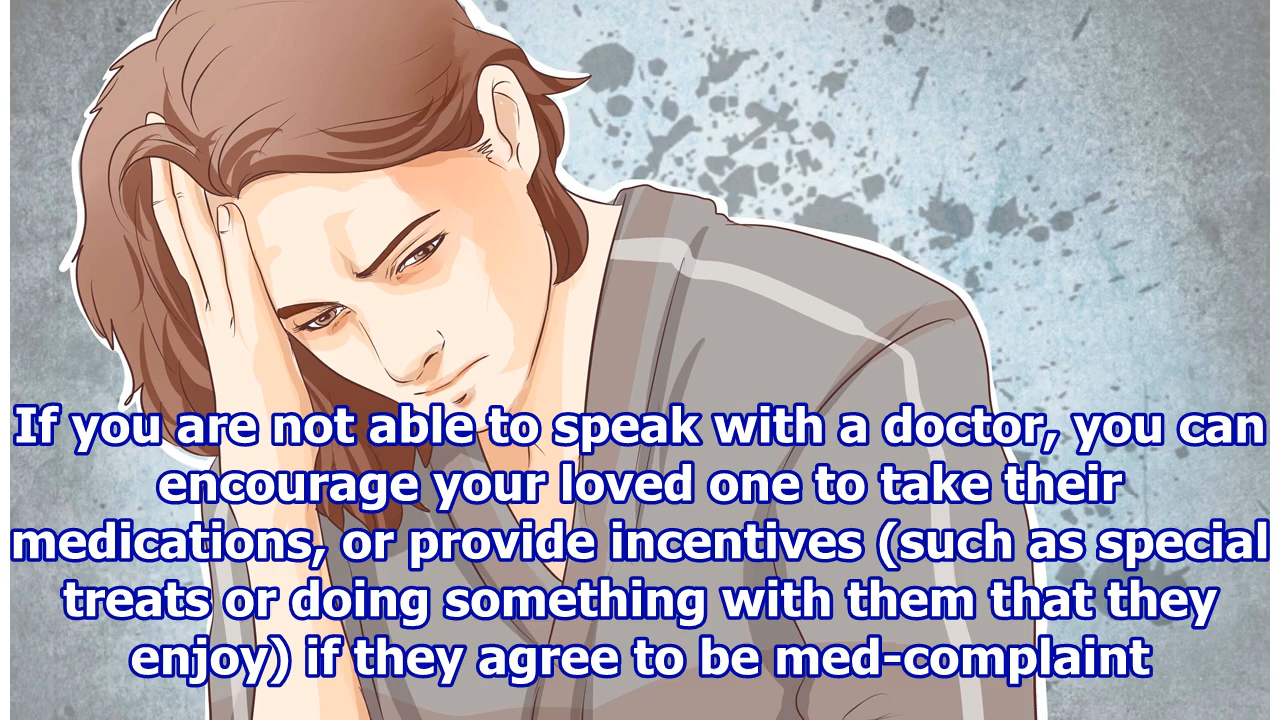 If you are not able to speak with a doctor, you can
encourage your loved one to take their
medications, or provide incentives (such as special
treats or doing something with them that they
enjoy) if they agree to be med-complaint